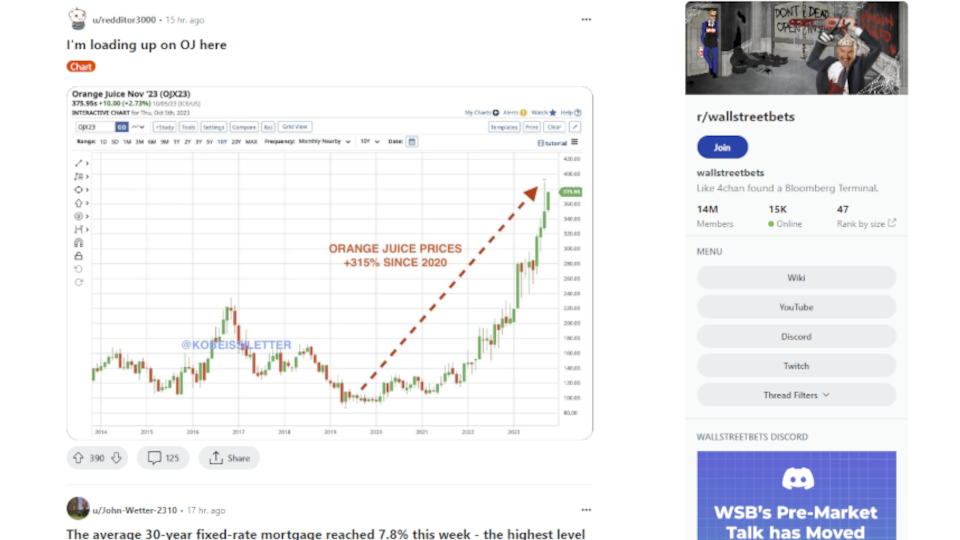 u/redditor3000 • 15 hr. ago
I'm loading up on OJ here
Chart
Orange Juice Nov '23 (OJX23)
375.95s +10.00 (+2.73%) 10/05/23 [ICE/US]
INTERACTIVE CHART for Thu, Oct 5th, 2023
My Charts Alerts Watch Help
OJX23 GO +Study Tools Settings Compare f(x) Grid View
Templates Print Clear
Range: 1D 5D 1M 3M 6M 9M 1Y 2Y 3Y 5Y 10Y 20Y MAX Frequency: Monthly Nearby 10Y Date:
tutorial
420.00
400.00
375.95
360.00
340.00
320.00
300.00
280.00
260.00
240.00
220.00
200.00
180.00
160.00
140.00
120.00
100.00
80.00
ORANGE JUICE PRICES
+315% SINCE 2020
@KOBEISSILETTER
2014 2015 2016 2017 2018 2019 2020 2021 2022 2023
390 125 Share
u/John-Wetter-2310 • 17 hr. ago
The average 30-year fixed-rate mortgage reached 7.8% this week - the highest level
DON'T DEAD
OPEN INSIDE
r/wallstreetbets
Join
wallstreetbets
Like 4chan found a Bloomberg Terminal.
14M 15K 47
Members Online Rank by size
MENU
Wiki
YouTube
Discord
Twitch
Thread Filters
WALLSTREETBETS DISCORD
WSB's Pre-Market
Talk has Moved